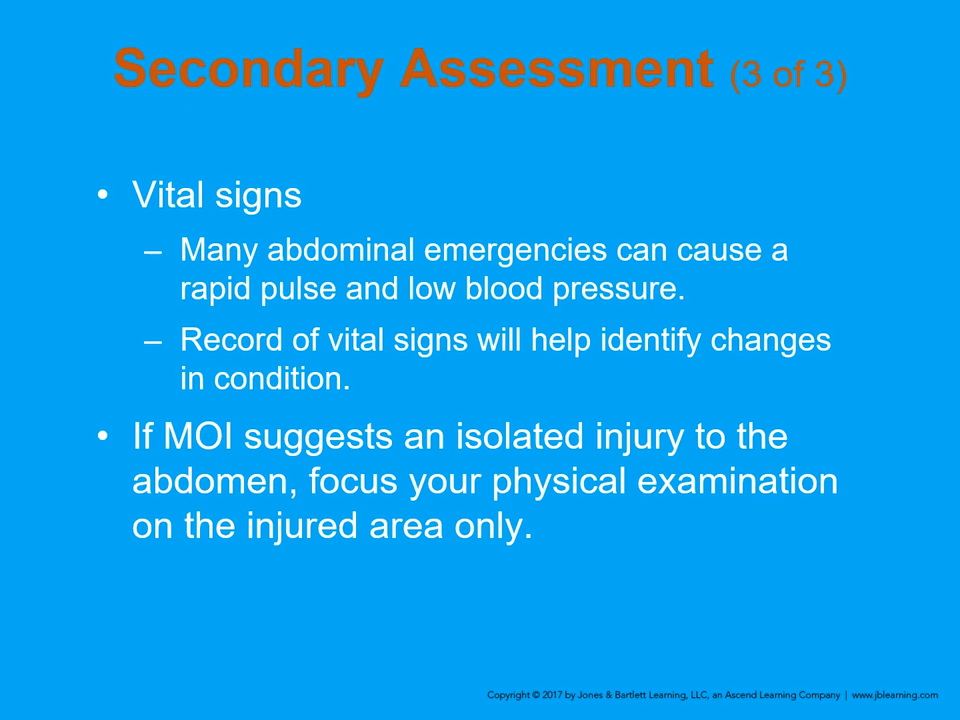 Secondary Assessment (3 of 3)
• Vital signs
– Many abdominal emergencies can cause a
rapid pulse and low blood pressure.
– Record of vital signs will help identify changes
in condition.
• If MOI suggests an isolated injury to the
abdomen, focus your physical examination
on the injured area only.
Copyright © 2017 by Jones & Bartlett Learning, LLC, an Ascend Learning Company | www.jblearning.com